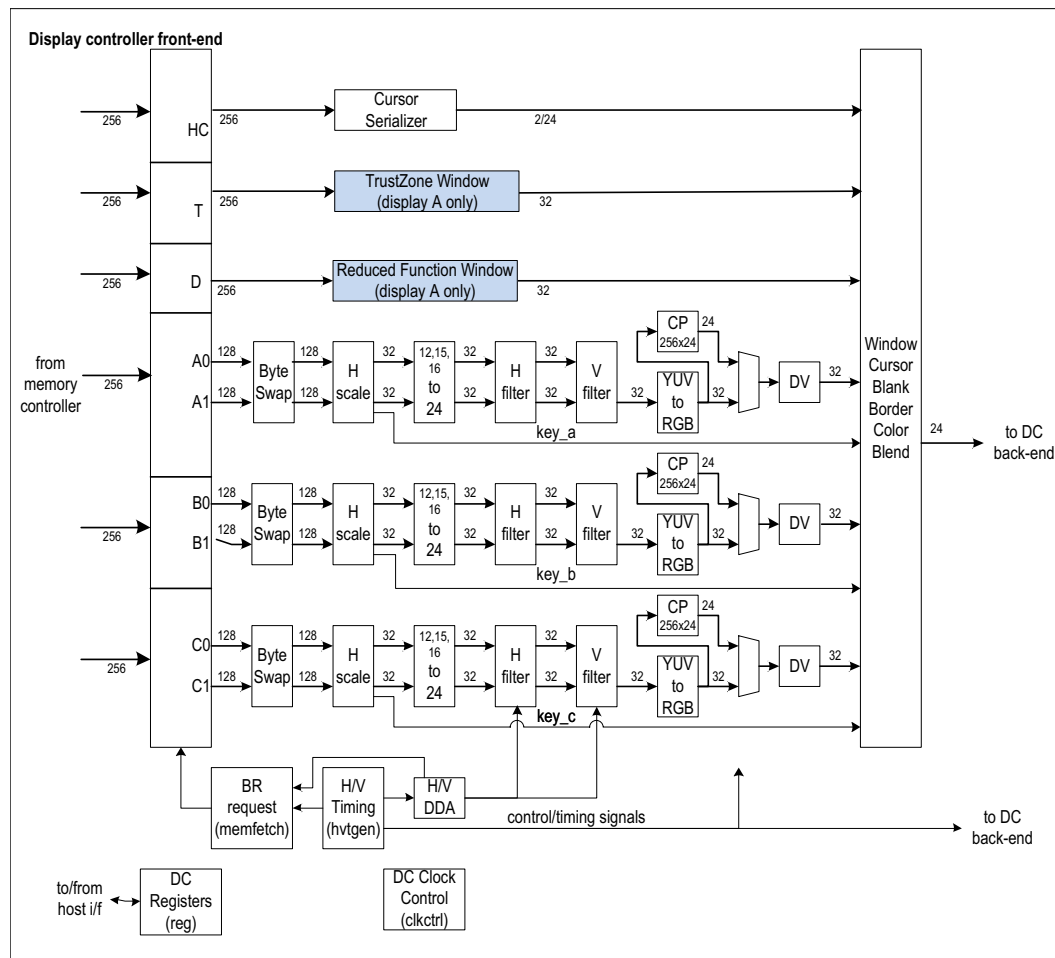 Display controller front-end
256
HC
256
Cursor
Serializer
2/24
256
T
256
TrustZone Window
(display A only)
32
256
D
256
Reduced Function Window
(display A only)
32
from
memory
controller
256
A0
A1
128
128
Byte
Swap
128
128
H
scale
32
32
12,15,
16
to
24
32
32
H
filter
32
32
V
filter
32
CP
256x24
24
YUV
to
RGB
32
DV
32
key_a
256
B0
B1
128
128
Byte
Swap
128
128
H
scale
32
32
12,15,
16
to
24
32
32
H
filter
32
32
V
filter
32
CP
256x24
24
YUV
to
RGB
32
DV
32
key_b
256
C0
C1
128
128
Byte
Swap
128
128
H
scale
32
32
12,15,
16
to
24
32
32
H
filter
32
32
V
filter
32
CP
256x24
24
YUV
to
RGB
32
DV
32
key_c
Window
Cursor
Blank
Border
Color
Blend
24
to DC
back-end
BR
request
(memfetch)
H/V
Timing
(hvtgen)
H/V
DDA
control/timing signals
to DC
back-end
to/from
host i/f
DC
Registers
(reg)
DC Clock
Control
(clkctrl)